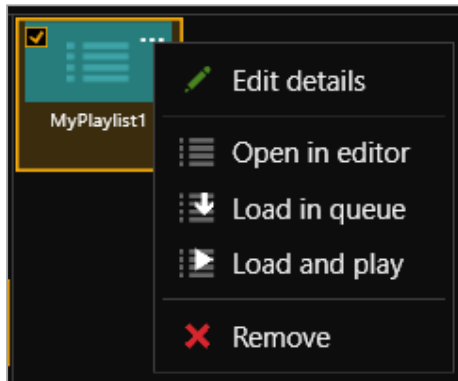 MyPlaylist1
Edit details
Open in editor
Load in queue
Load and play
Remove